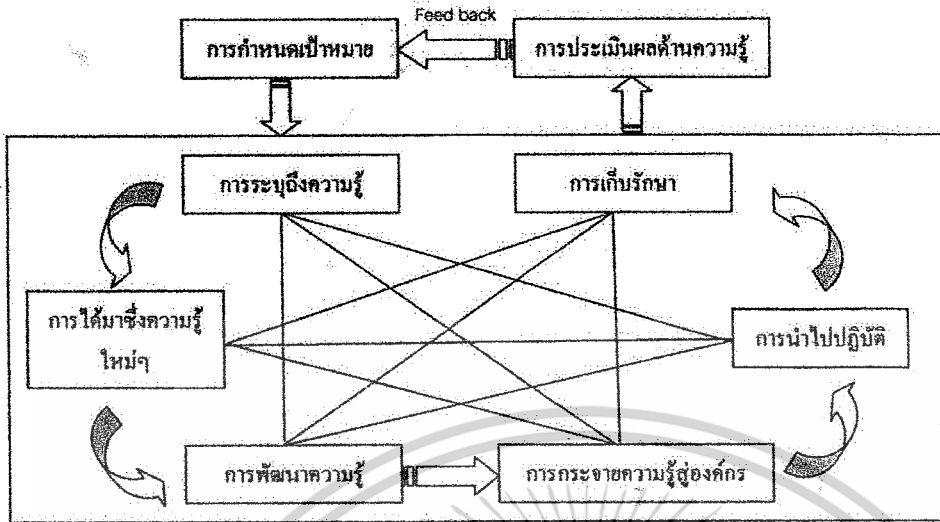 Feed back
การกำหนดเป้าหมาย
การประเมินผลด้านความรู้
การระบุถึงความรู้
การเก็บรักษา
การได้มาซึ่งความรู้
ใหม่ๆ
การนำไปปฏิบัติ
การพัฒนาความรู้
การกระจายความรู้สู่องค์กร